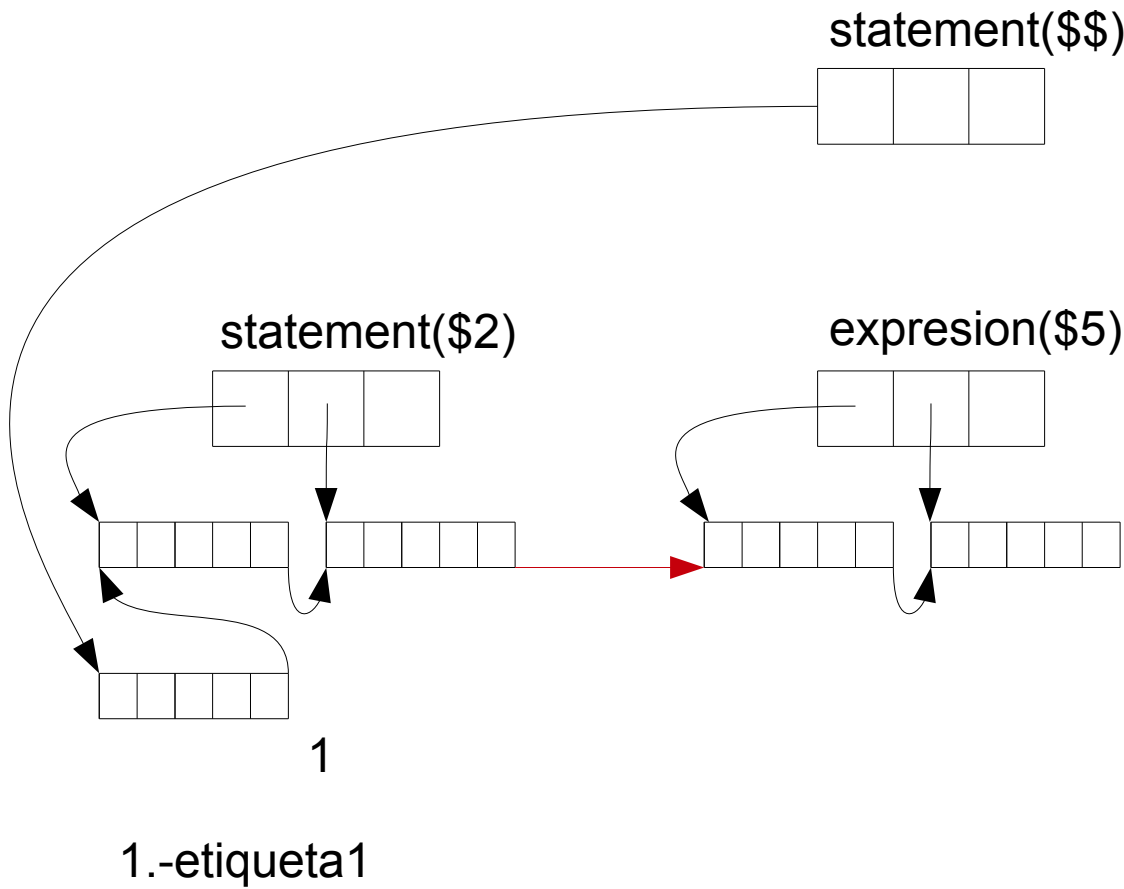 statement($$)
statement($2)
expresion($5)
1
1.-etiqueta1